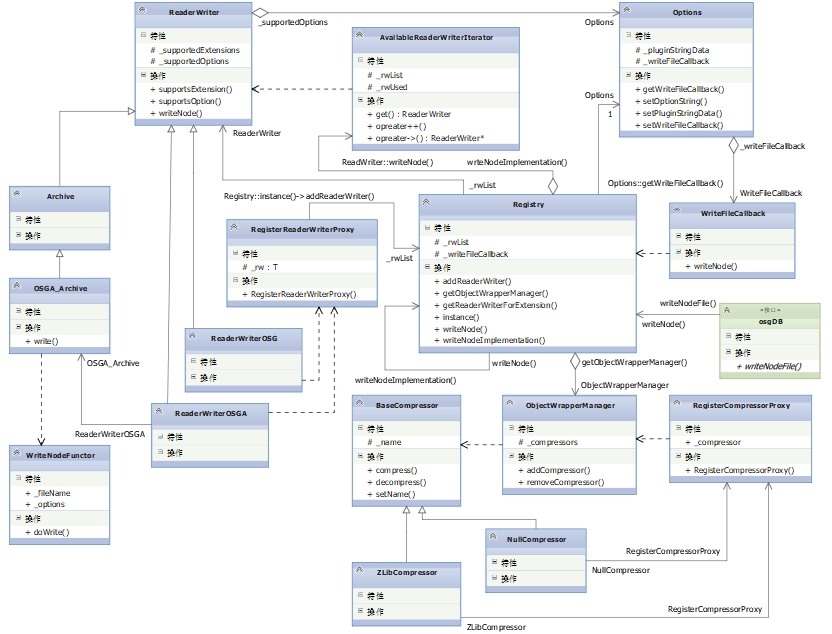 ReaderWriter
特性
# _supportedExtensions
# _supportedOptions
操作
+ supportsExtension()
+ supportsOption()
+ writeNode()
_supportedOptions
Options
Options
特性
# _pluginStringData
# _writeFileCallback
操作
+ getWriteFileCallback()
+ setOptionString()
+ setPluginStringData()
+ setWriteFileCallback()
AvailableReaderWriterIterator
特性
# _rwList
# _rwUsed
操作
+ get() : ReaderWriter
+ opreater++()
+ opreater->() : ReaderWriter*
Options
1
ReaderWriter
ReadWriter::writeNode()
wrteNodeImplementation()
_writeFileCallback
Options::getWriteFileCallback()
WriteFileCallback
_rwList
Registry::instance()->addReaderWriter()
Archive
特性
操作
RegisterReaderWriterProxy
特性
# _rw : T
操作
+ RegisterReaderWriterProxy()
_rwList
Registry
特性
# _rwList
# _writeFileCallback
操作
+ addReaderWriter()
+ getObjectWrapperManager()
+ getReaderWriterForExtension()
+ instance()
+ writeNode()
+ writeNodeImplementation()
WriteFileCallback
特性
操作
+ writeNode()
OSGA_Archive
特性
操作
+ write()
writeNodeFile()
writeNode()
«接口»
osgDB
特性
操作
+ writeNodeFile()
ReaderWriterOSG
特性
操作
OSGA_Archive
writeNode()
writeNodeImplementation()
getObjectWrapperManager()
ObjectWrapperManager
ReaderWriterOSGA
特性
操作
ReaderWriterOSGA
BaseCompressor
特性
# _name
操作
+ compress()
+ decompress()
+ setName()
ObjectWrapperManager
特性
# _compressors
操作
+ addCompressor()
+ removeCompressor()
RegisterCompressorProxy
特性
+ _compressor
操作
+ RegisterCompressorProxy()
WriteNodeFunctor
特性
+ _fileName
+ _options
操作
+ doWrite()
NullCompressor
特性
操作
RegisterCompressorProxy
NullCompressor
ZLibCompressor
特性
操作
RegisterCompressorProxy
ZLibCompressor